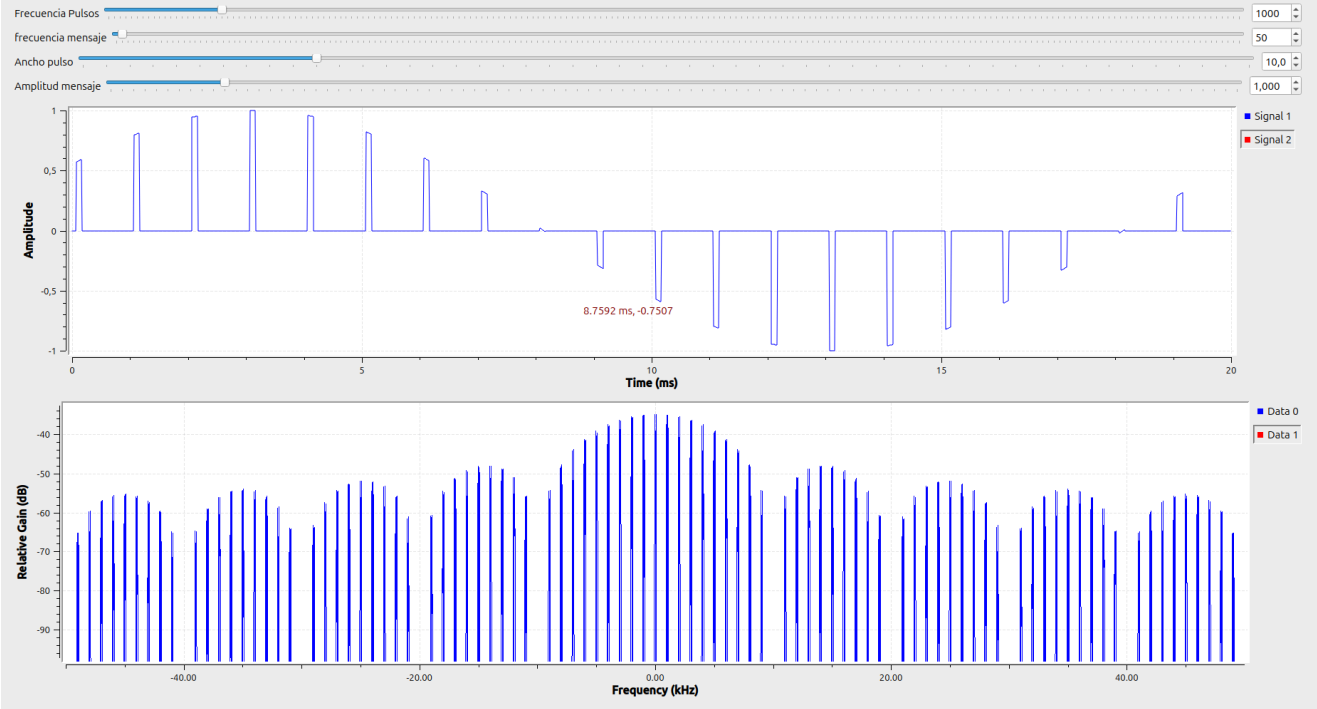 Frecuencia Pulsos 1000
frecuencia mensaje 50
Ancho pulso 10,0
Amplitud mensaje 1,000
Signal 1
Signal 2
Amplitude
1
0,5
0
-0,5
-1
8.7592 ms, -0.7507
0 5 10 15 20
Time (ms)
Data 0
Data 1
Relative Gain (dB)
-40
-50
-60
-70
-80
-90
-40.00 -20.00 0.00 20.00 40.00
Frequency (kHz)